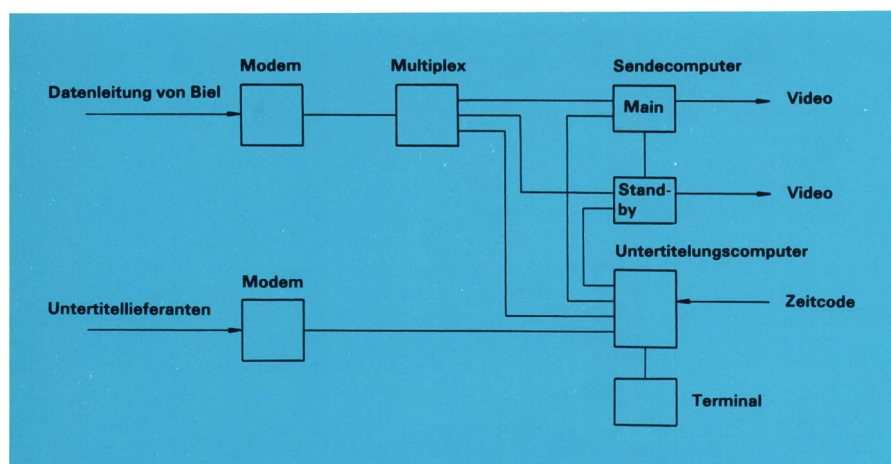 Modem
Multiplex
Sendecomputer
Datenleitung von Biel
Main
Video
Stand-
by
Video
Untertitelungscomputer
Modem
Untertitellieferanten
Zeitcode
Terminal